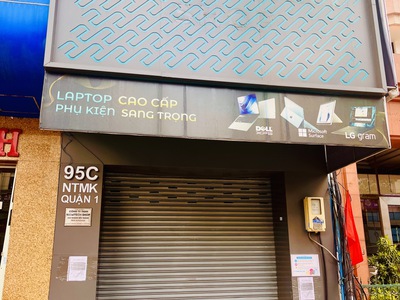 LAPTOP CAO CẤP
PHỤ KIỆN SANG TRỌNG
DELL
Microsoft
Surface
LG gram
H
95C
NTMK
QUẬN 1